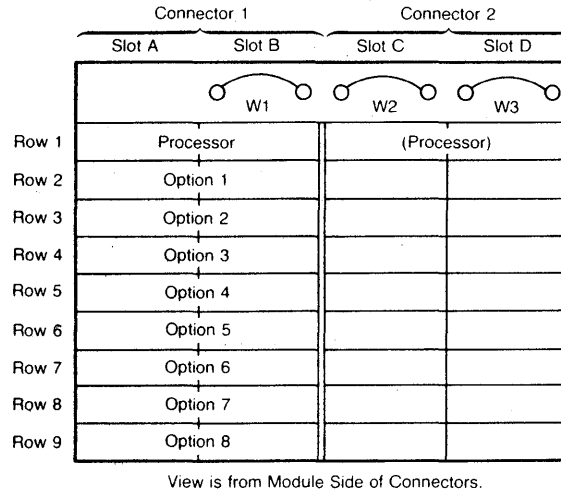 Connector 1 Connector 2
Slot A Slot B Slot C Slot D
W1 W2 W3
Row 1 Processor (Processor)
Row 2 Option 1
Row 3 Option 2
Row 4 Option 3
Row 5 Option 4
Row 6 Option 5
Row 7 Option 6
Row 8 Option 7
Row 9 Option 8
View is from Module Side of Connectors.